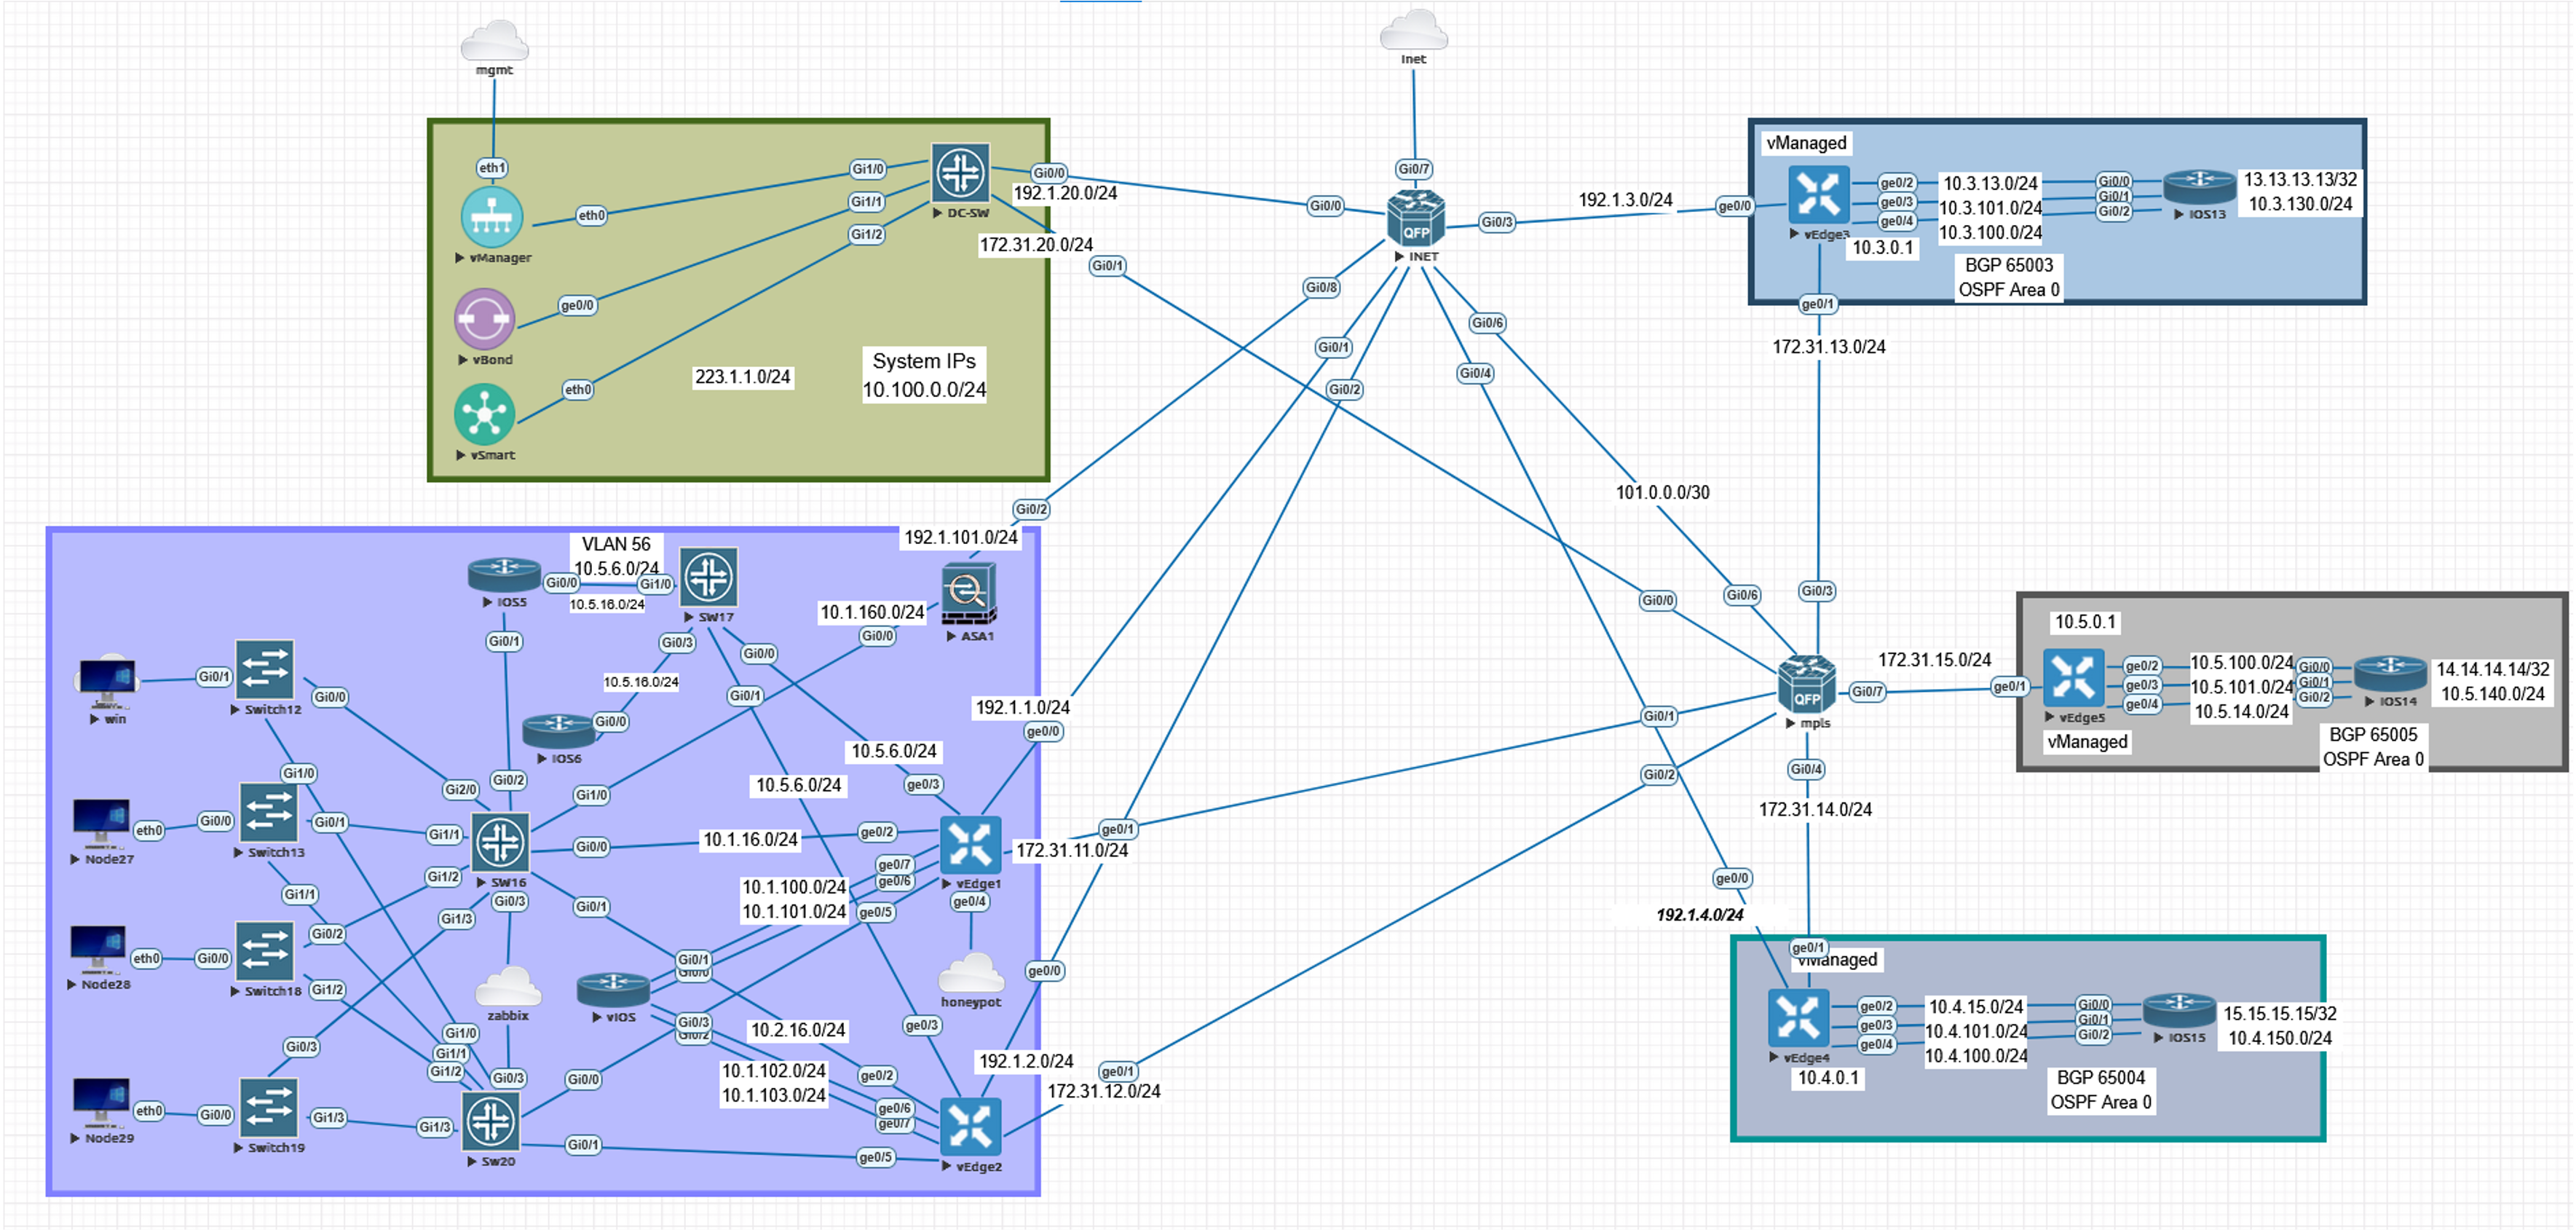 mgmt
eth1
vManager
eth0
Gi1/0
DC-SW
Gi0/0
192.1.20.0/24
vBond
ge0/0
Gi1/1
172.31.20.0/24
Gi0/1
vSmart
eth0
Gi1/2
223.1.1.0/24
System IPs
10.100.0.0/24
Inet
Gi0/7
Gi0/0
QFP
INET
Gi0/3
192.1.3.0/24
ge0/0
Gi0/8
Gi0/1
Gi0/2
Gi0/4
Gi0/6
101.0.0.0/30
vManaged
vEdge3
10.3.0.1
ge0/2
ge0/3
ge0/4
10.3.13.0/24
10.3.101.0/24
10.3.100.0/24
Gi0/0
Gi0/1
Gi0/2
IOS13
13.13.13.13/32
10.3.130.0/24
BGP 65003
OSPF Area 0
ge0/1
172.31.13.0/24
Gi0/3
Gi0/6
Gi0/0
QFP
mpls
Gi0/7
172.31.15.0/24
ge0/1
Gi0/1
Gi0/2
Gi0/4
172.31.14.0/24
10.5.0.1
vEdge5
vManaged
ge0/2
ge0/3
ge0/4
10.5.100.0/24
10.5.101.0/24
10.5.14.0/24
Gi0/0
Gi0/1
Gi0/2
IOS14
14.14.14.14/32
10.5.140.0/24
BGP 65005
OSPF Area 0
ge0/0
192.1.4.0/24
ge0/1
vManaged
vEdge4
10.4.0.1
ge0/2
ge0/3
ge0/4
10.4.15.0/24
10.4.101.0/24
10.4.100.0/24
Gi0/0
Gi0/1
Gi0/2
IOS15
15.15.15.15/32
10.4.150.0/24
BGP 65004
OSPF Area 0
Gi0/2
192.1.101.0/24
VLAN 56
10.5.6.0/24
IOS5
Gi0/0
Gi1/0
10.5.16.0/24
SW17
Gi0/1
Gi0/3
Gi0/0
10.5.16.0/24
Gi0/1
IOS6
Gi0/0
10.1.160.0/24
Gi0/0
ASA1
win
Gi0/1
Switch12
Gi0/0
Gi1/0
Gi2/0
Gi0/2
Gi1/0
10.5.6.0/24
10.5.6.0/24
ge0/3
192.1.1.0/24
ge0/0
Node27
eth0
Gi0/0
Switch13
Gi0/1
Gi1/1
Gi1/1
SW16
Gi0/0
10.1.16.0/24
ge0/2
vEdge1
ge0/1
172.31.11.0/24
Gi1/2
Gi1/3
Gi0/3
Gi0/1
10.1.100.0/24
10.1.101.0/24
ge0/7
ge0/6
ge0/5
ge0/4
honeypot
Node28
eth0
Gi0/0
Switch18
Gi0/2
Gi1/2
zabbix
vIOS
Gi0/1
Gi0/0
Gi0/3
Gi0/2
10.2.16.0/24
ge0/3
ge0/0
192.1.2.0/24
ge0/1
172.31.12.0/24
Node29
eth0
Gi0/0
Switch19
Gi0/3
Gi1/3
Gi1/0
Gi1/1
Gi1/2
Gi0/3
Gi1/3
Sw20
Gi0/0
Gi0/1
10.1.102.0/24
10.1.103.0/24
ge0/2
ge0/6
ge0/7
ge0/5
vEdge2